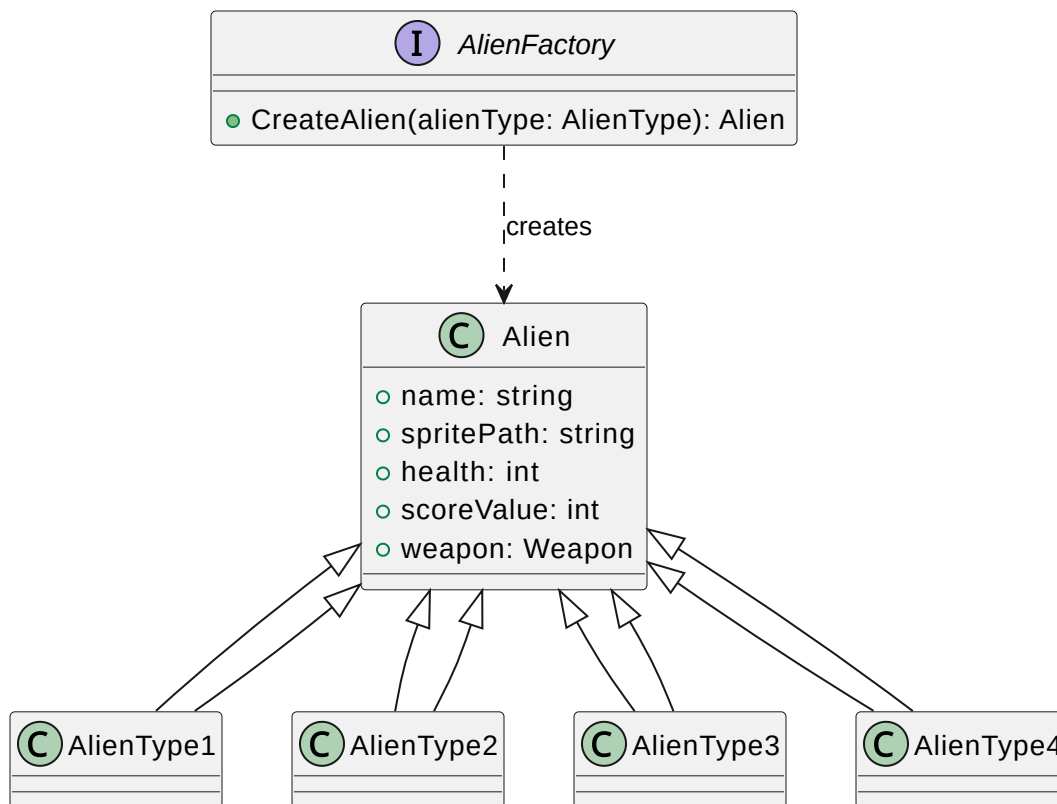 I AlienFactory
CreateAlien(alienType: AlienType): Alien
creates
C Alien
name: string
spritePath: string
health: int
scoreValue: int
weapon: Weapon
C AlienType1
C AlienType2
C AlienType3
C AlienType4